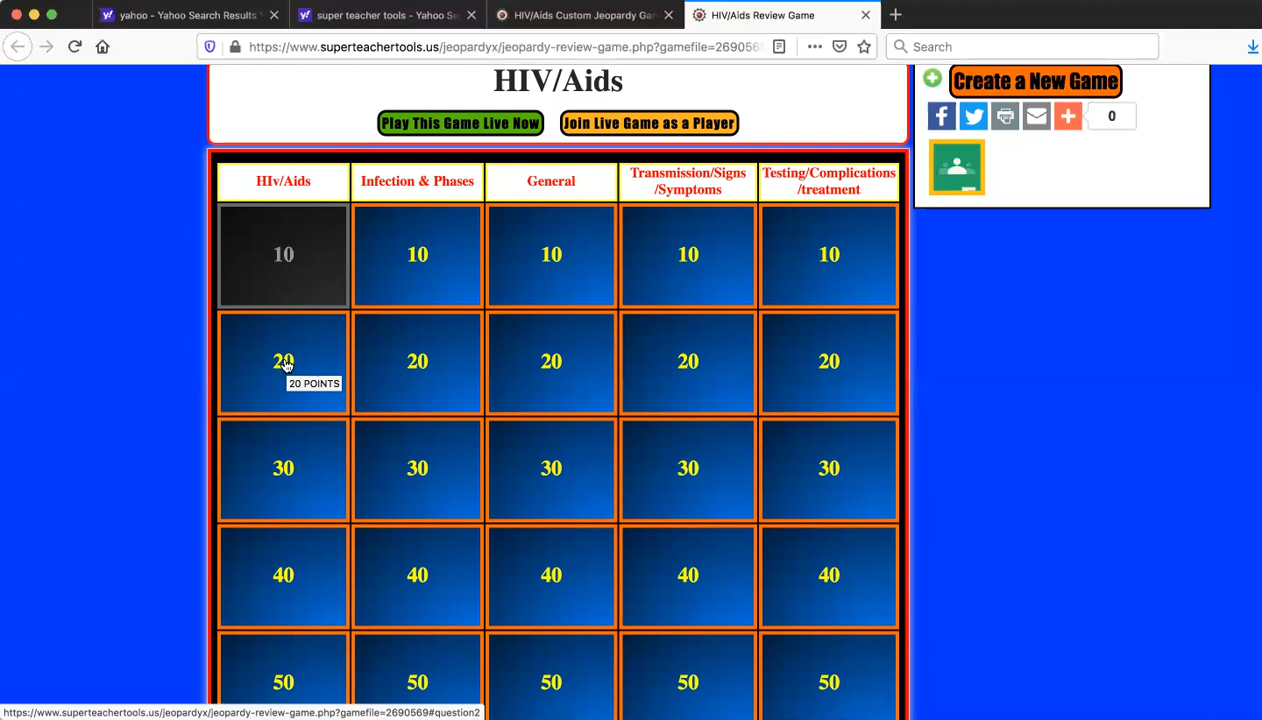 yahoo - Yahoo Search Results
super teacher tools - Yahoo Se
HIV/Aids Custom Jeopardy Gam
HIV/Aids Review Game
https://www.superteachertools.us/jeopardyx/jeopardy-review-game.php?gamefile=2690569
Search
HIV/Aids
Create a New Game
Play This Game Live Now
Join Live Game as a Player
0
HIv/Aids
Infection & Phases
General
Transmission/Signs
/Symptoms
Testing/Complications
/treatment
10 10 10 10 10
20 20 20 20 20
20 POINTS
30 30 30 30 30
40 40 40 40 40
50 50 50 50 50
https://www.superteachertools.us/jeopardyx/jeopardy-review-game.php?gamefile=2690569#question2